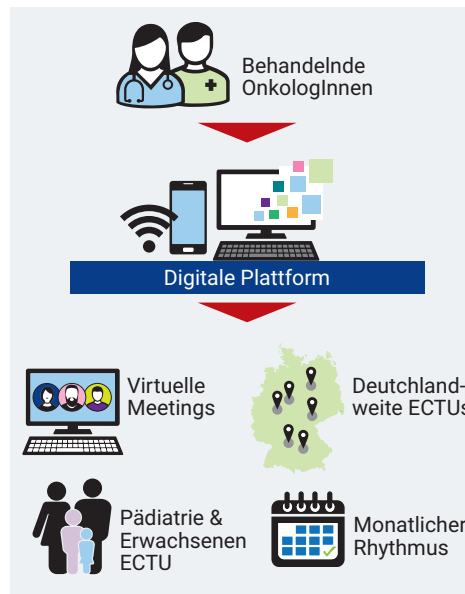 Behandelnde
OnkologInnen
Digitale Plattform
Virtuelle
Meetings
Deutchland-
weite ECTUs
Pädiatrie &
Erwachsenen
ECTU
Monatlicher
Rhythmus